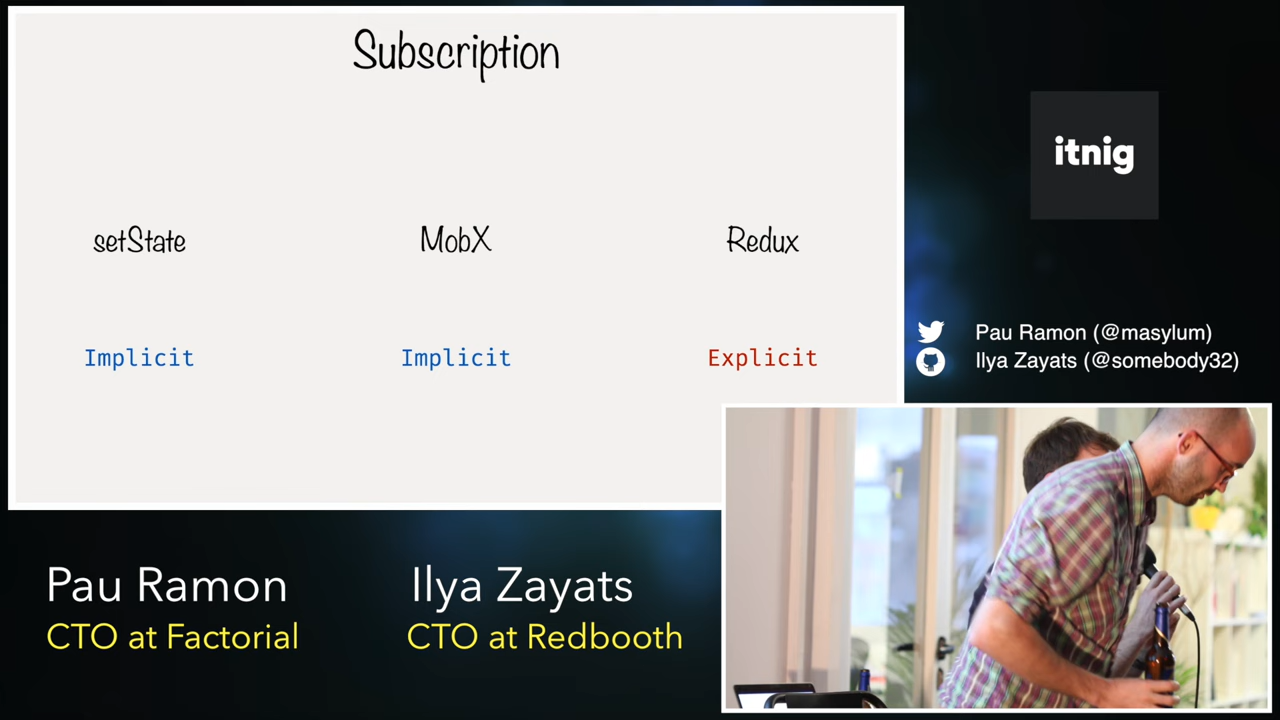 Subscription
setState MobX Redux
Implicit Implicit Explicit
itnig
Pau Ramon (@masylum)
Ilya Zayats (@somebody32)
Pau Ramon Ilya Zayats
CTO at Factorial CTO at Redbooth